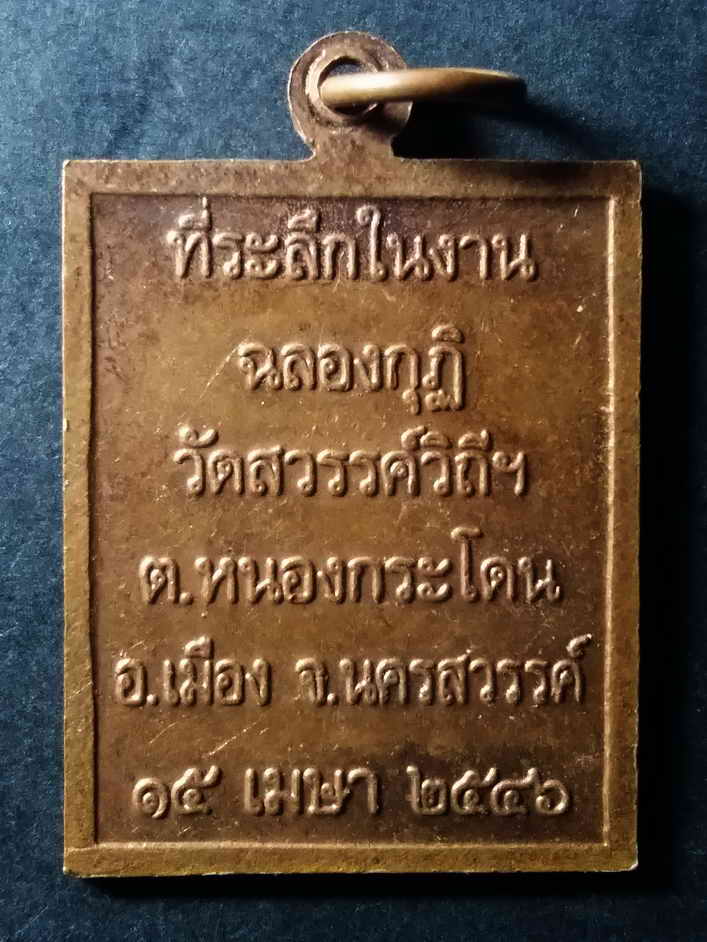 ที่ระลึกในงาน
ฉลองกุฏิ
วัดสวรรค์วิถีฯ
ต.หนองกระโดน
อ.เมือง จ.นครสวรรค์
๑๕ เมษา ๒๕๔๖